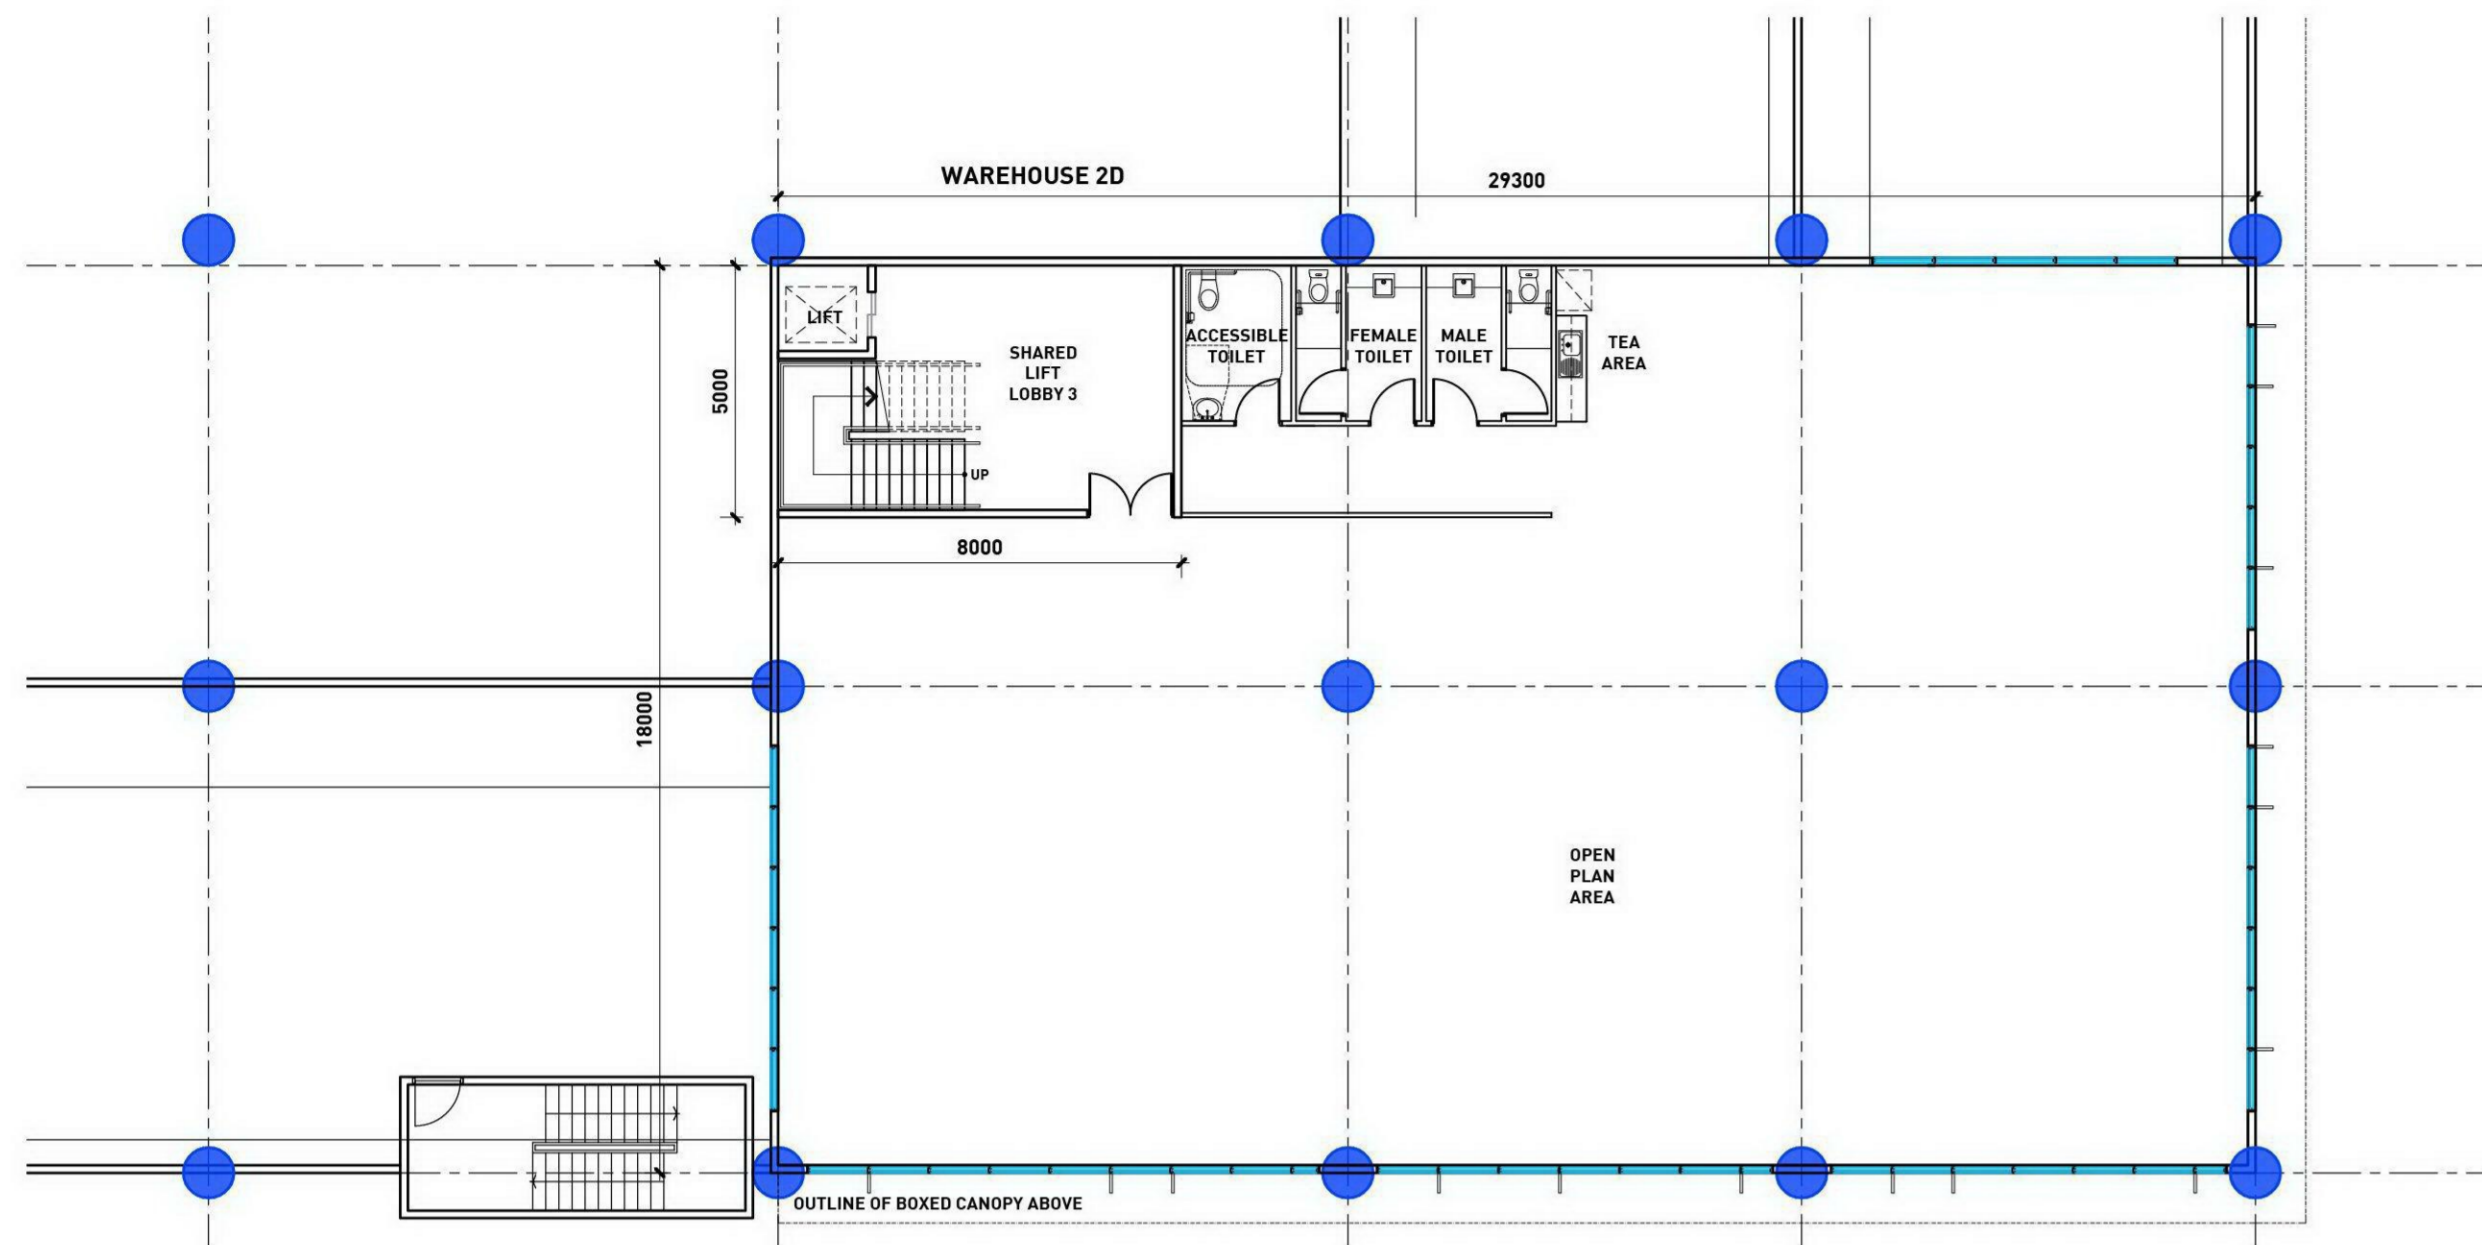 WAREHOUSE 2D
29300
LIFT
SHARED
LIFT
LOBBY 3
ACCESSIBLE
TOILET
FEMALE
TOILET
MALE
TOILET
TEA
AREA
5000
UP
8000
18000
OPEN
PLAN
AREA
OUTLINE OF BOXED CANOPY ABOVE